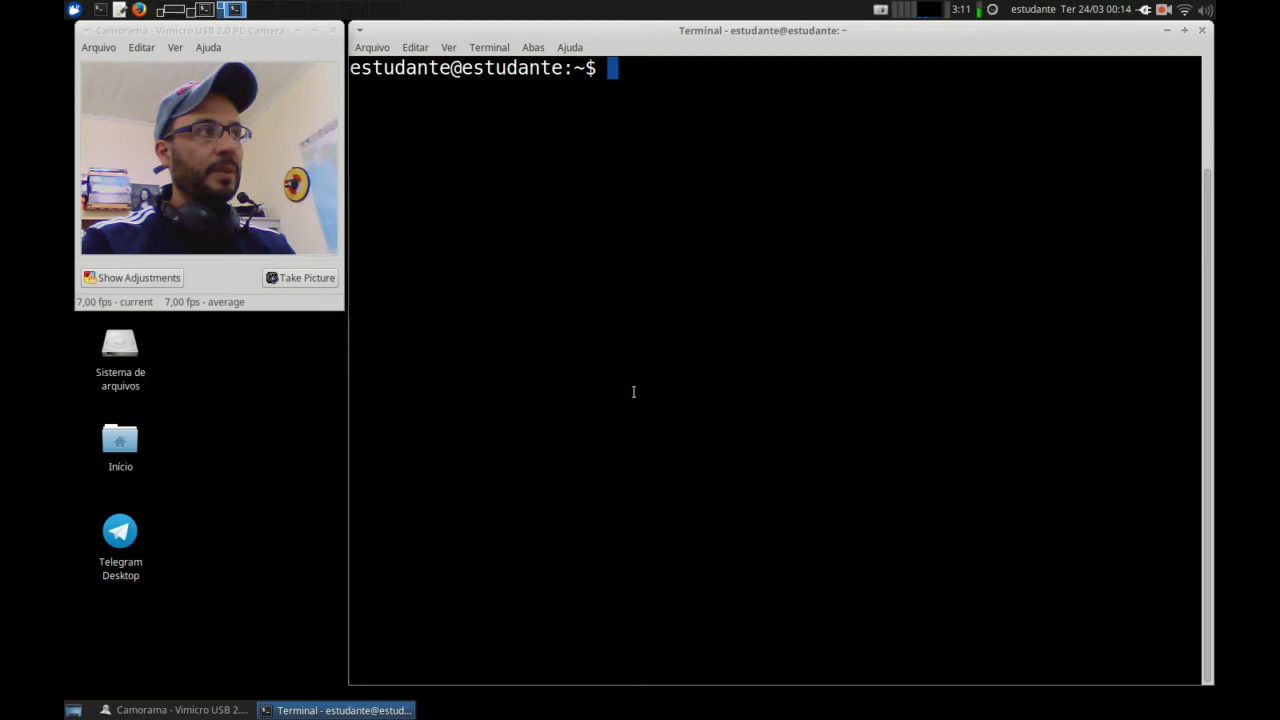 3:11 estudante Ter 24/03 00:14
Camorama - Vimicro USB 2.0 PC Camera
Arquivo Editar Ver Ajuda
Show Adjustments Take Picture
7,00 fps - current 7,00 fps - average
Terminal - estudante@estudante: ~
Arquivo Editar Ver Terminal Abas Ajuda
estudante@estudante:~$
Sistema de
arquivos
Início
Telegram
Desktop
Camorama - Vimicro USB 2.... Terminal - estudante@estud...